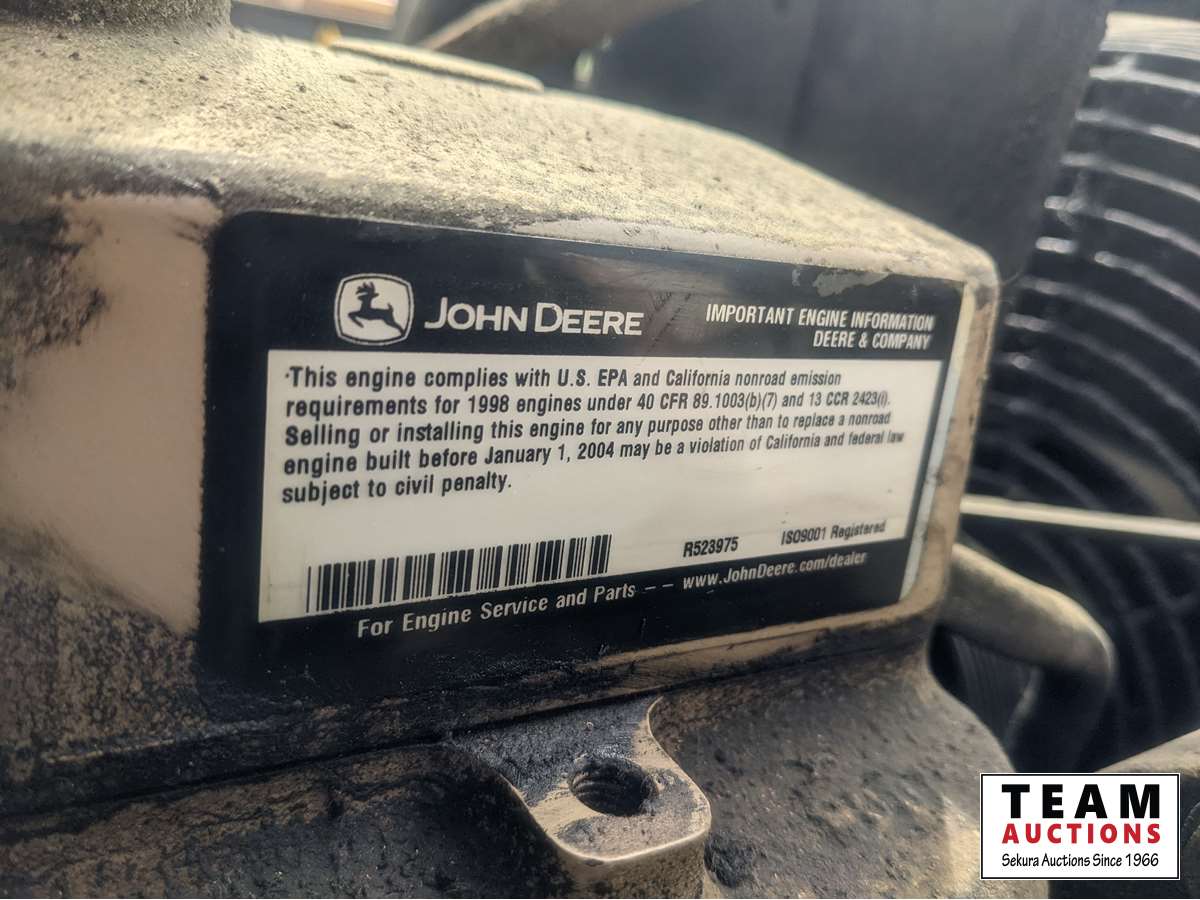 JOHN DEERE
IMPORTANT ENGINE INFORMATION
DEERE & COMPANY
·This engine complies with U.S. EPA and California nonroad emission
requirements for 1998 engines under 40 CFR 89.1003(b)(7) and 13 CCR 2423(i).
Selling or installing this engine for any purpose other than to replace a nonroad
engine built before January 1, 2004 may be a violation of California and federal law
subject to civil penalty.
R523975
ISO9001 Registered
For Engine Service and Parts -- www.JohnDeere.com/dealer
TEAM
AUCTIONS
Sekura Auctions Since 1966